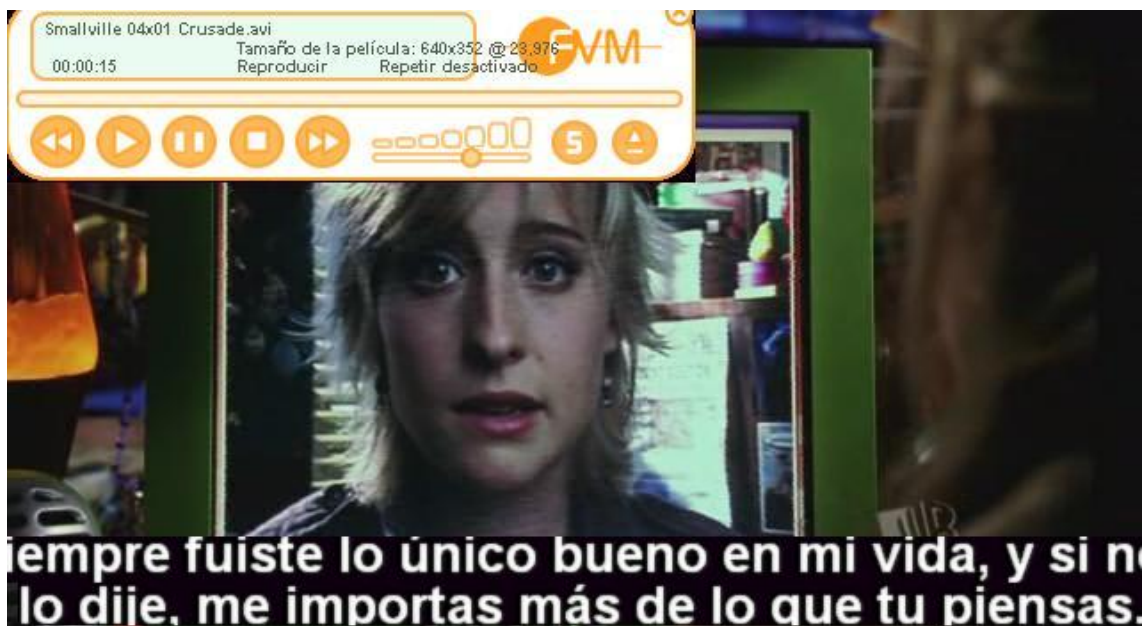 Smallville 04x01 Crusade.avi
Tamaño de la película: 640x352 @ 23,976
00:00:15 Reproducir Repetir desactivado
FVM
S
iempre fuiste lo único bueno en mi vida, y si no
lo dije, me importas más de lo que tu piensas.